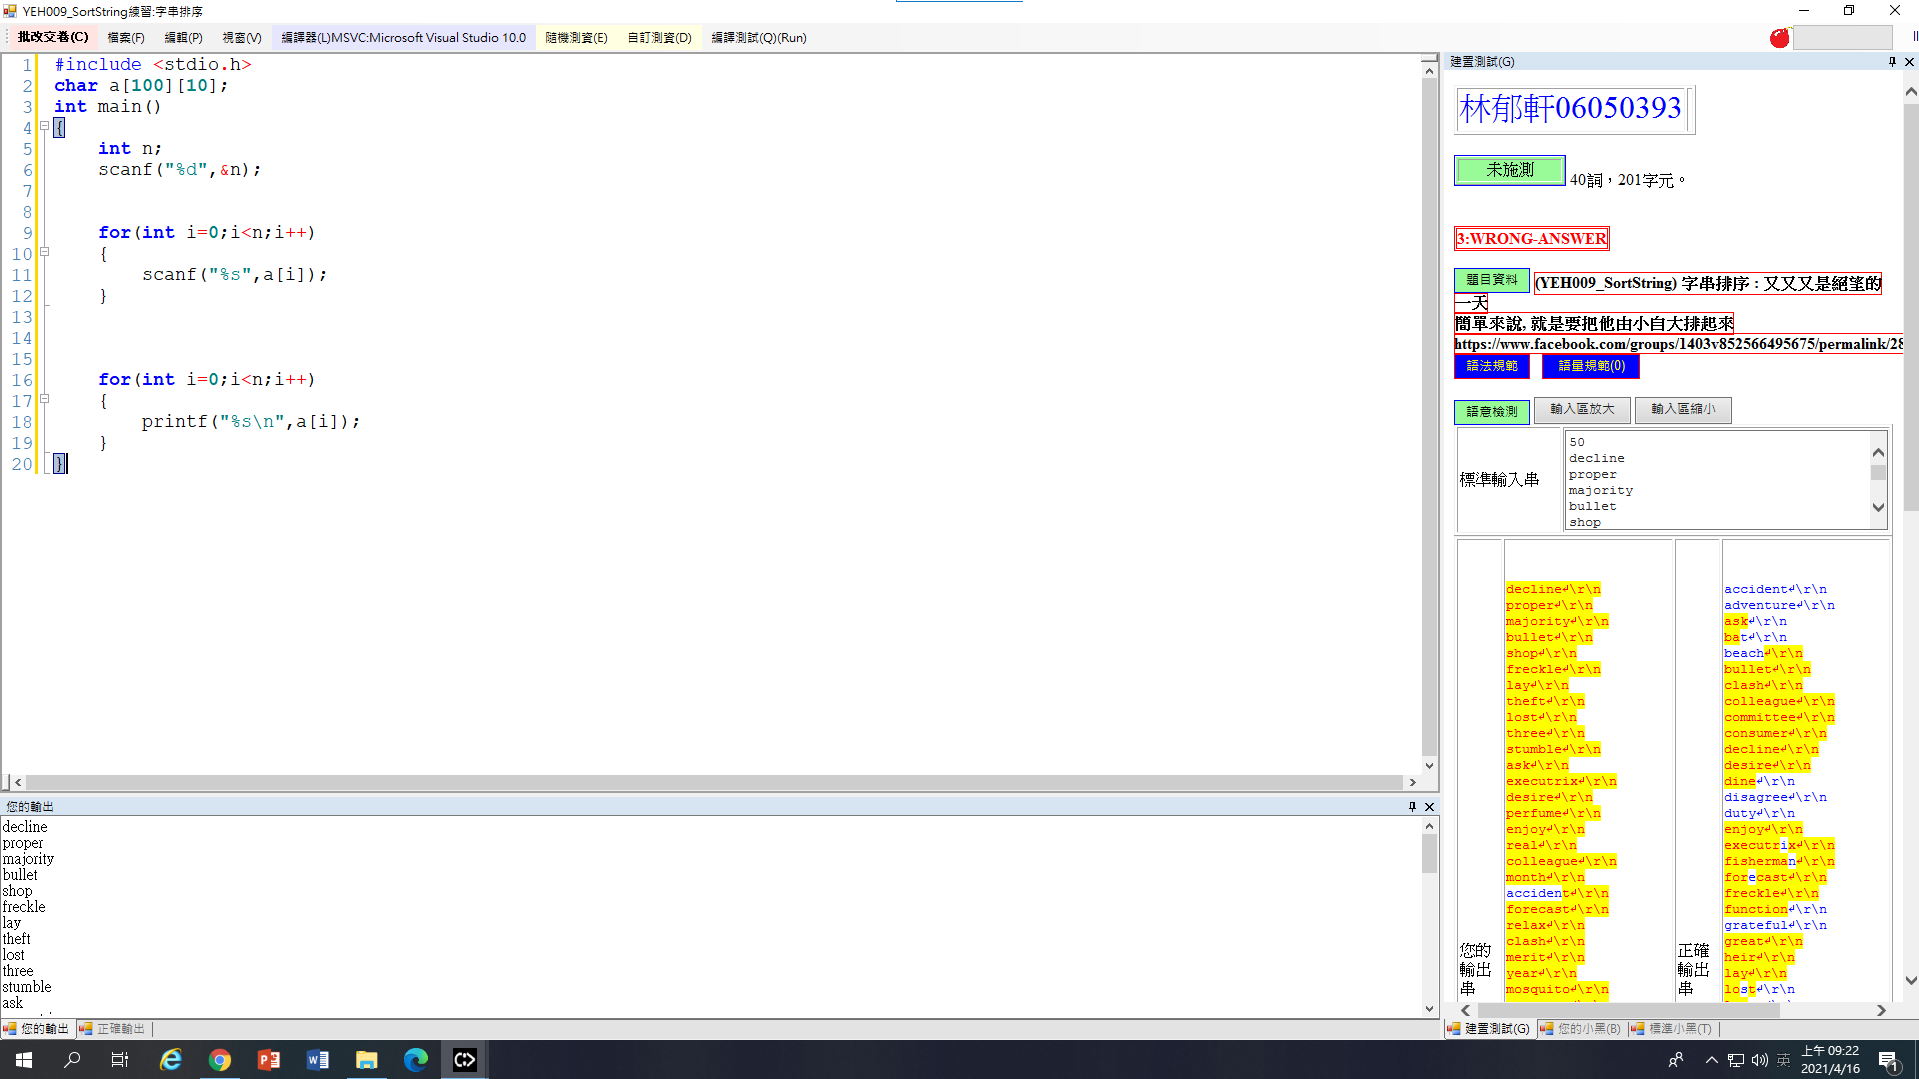 YEH009_SortString練習:字串排序
批改交卷(C) 檔案(F) 編輯(P) 視窗(V) 編譯器(L)MSVC:Microsoft Visual Studio 10.0 隨機測資(E) 自訂測資(D) 編譯測試(Q)(Run)
1 #include <stdio.h>
2 char a[100][10];
3 int main()
4 {
5 int n;
6 scanf("%d",&n);
7
8
9 for(int i=0;i<n;i++)
10 {
11 scanf("%s",a[i]);
12 }
13
14
15
16 for(int i=0;i<n;i++)
17 {
18 printf("%s\n",a[i]);
19 }
20 }
您的輸出
decline
proper
majority
bullet
shop
freckle
lay
theft
lost
three
stumble
ask
您的輸出 正確輸出
建置測試(G)
林郁軒06050393
未施測 40詞，201字元。
3:WRONG-ANSWER
題目資料 (YEH009_SortString) 字串排序 : 又又又是絕望的
一天
簡單來說, 就是要把他由小自大排起來
https://www.facebook.com/groups/1403v852566495675/permalink/28
語法規範 語量規範(0)
語意檢測 輸入區放大 輸入區縮小
標準輸入串
50
decline
proper
majority
bullet
shop
您的
輸出
串
decline↲\r\n
proper↲\r\n
majority↲\r\n
bullet↲\r\n
shop↲\r\n
freckle↲\r\n
lay↲\r\n
theft↲\r\n
lost↲\r\n
three↲\r\n
stumble↲\r\n
ask↲\r\n
executrix↲\r\n
desire↲\r\n
perfume↲\r\n
enjoy↲\r\n
real↲\r\n
colleague↲\r\n
month↲\r\n
accident↲\r\n
forecast↲\r\n
relax↲\r\n
clash↲\r\n
merit↲\r\n
year↲\r\n
mosquito↲\r\n
正確
輸出
串
accident↲\r\n
adventure↲\r\n
ask↲\r\n
bat↲\r\n
beach↲\r\n
bullet↲\r\n
clash↲\r\n
colleague↲\r\n
committee↲\r\n
consumer↲\r\n
decline↲\r\n
desire↲\r\n
dine↲\r\n
disagree↲\r\n
duty↲\r\n
enjoy↲\r\n
executrix↲\r\n
fisherman↲\r\n
forecast↲\r\n
freckle↲\r\n
function↲\r\n
grateful↲\r\n
great↲\r\n
heir↲\r\n
lay↲\r\n
lost↲\r\n
建置測試(G) 您的小黑(B) 標準小黑(T)
英
上午 09:22
2021/4/16
1